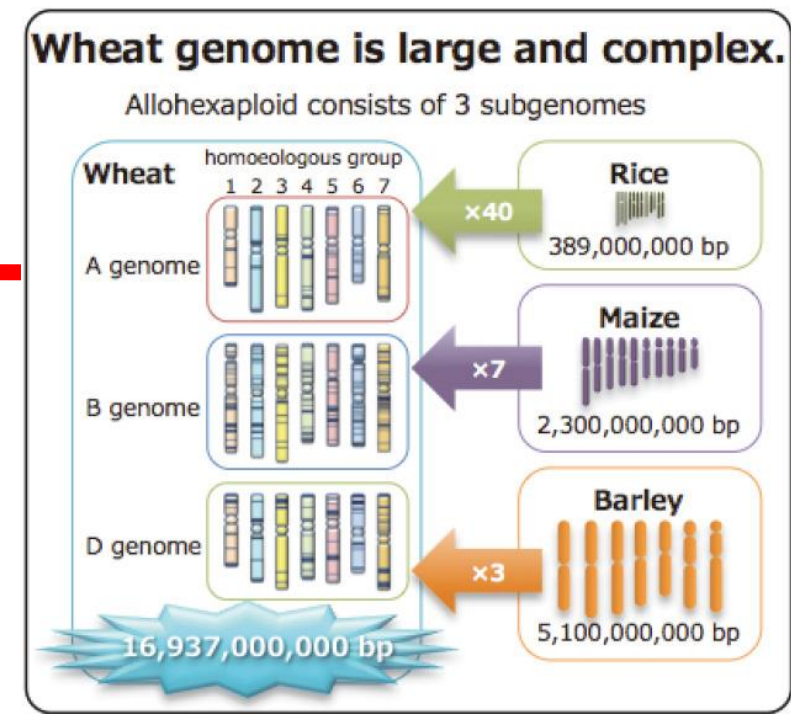 Wheat genome is large and complex.
Allohexaploid consists of 3 subgenomes
Wheat
homoeologous group
1 2 3 4 5 6 7
A genome
B genome
D genome
16,937,000,000 bp
×40
Rice
389,000,000 bp
×7
Maize
2,300,000,000 bp
×3
Barley
5,100,000,000 bp